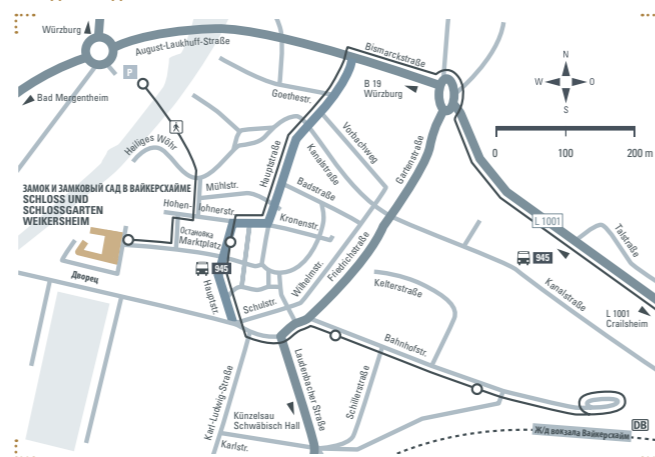 Würzburg
August-Laukhuff-Straße
Bismarckstraße
P
Bad Mergentheim
Goethestr.
B 19
Würzburg
N
W O
S
0 100 200 m
Heiliges Wöhr
Hauptstraße
Kanalstraße
Vorbachweg
Gartenstraße
Mühlstr.
Badstraße
ЗАМОК И ЗАМКОВЫЙ САД В ВАЙКЕРСХАЙМЕ
SCHLOSS UND
SCHLOSSGARTEN
WEIKERSHEIM
Hohen-lohnerstr.
Остановка
Marktplatz
Kronenstr.
L 1001
Talstraße
945
945
Дворец
Hauptstr.
Wilhelmstr.
Friedrichstraße
Kelterstraße
Kanalstraße
Schulstr.
L 1001
Crailsheim
Bahnhofstr.
Karl-Ludwig-Straße
Laudenbacher Straße
Schillerstraße
Künzelsau
Schwäbisch Hall
Karlstr.
DB
Ж/д вокзала Вайкерсхайм